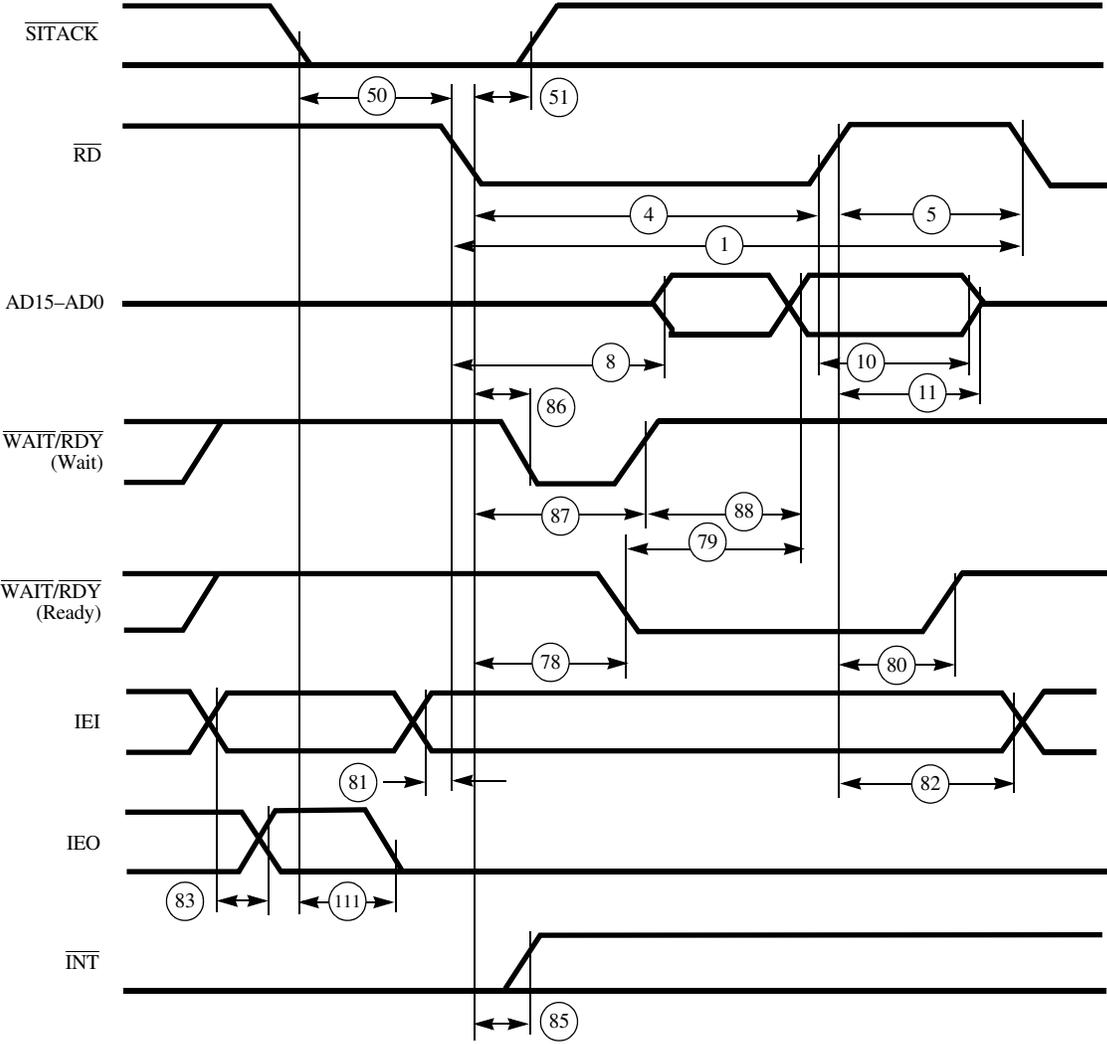 SITACK
50
51
RD
4
5
1
AD15–AD0
8
10
11
86
WAIT/RDY
(Wait)
87
88
79
WAIT/RDY
(Ready)
78
80
IEI
81
82
IEO
83
111
INT
85